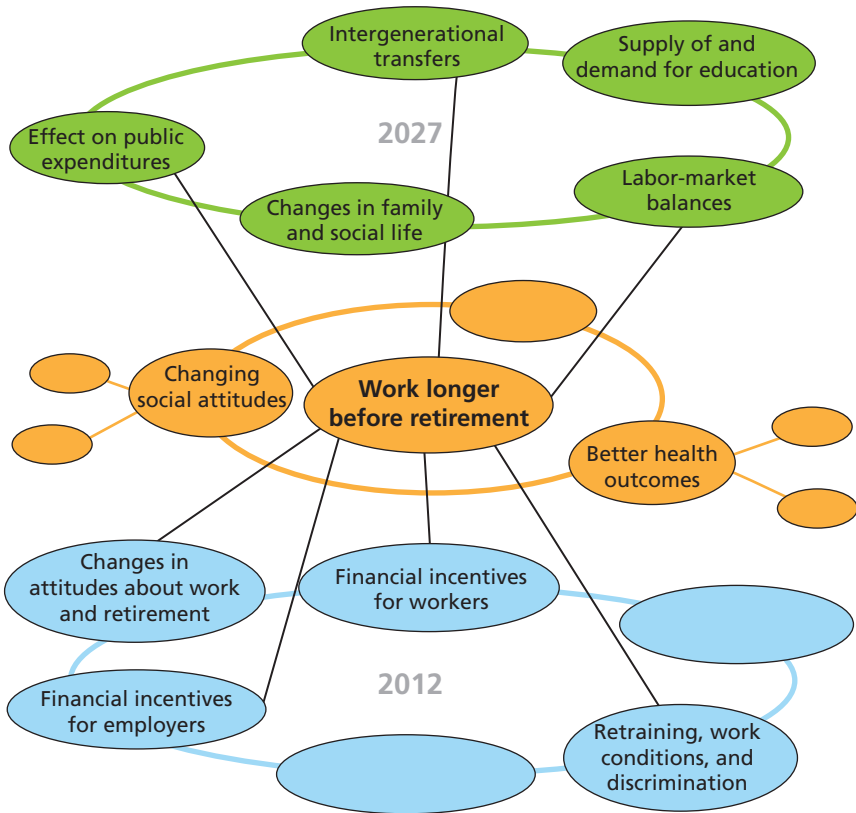 Intergenerational
transfers
Supply of and
demand for education
2027
Effect on public
expenditures
Labor-market
balances
Changes in family
and social life
Changing
social attitudes
Work longer
before retirement
Better health
outcomes
Changes in
attitudes about work
and retirement
Financial incentives
for workers
2012
Financial incentives
for employers
Retraining, work
conditions, and
discrimination